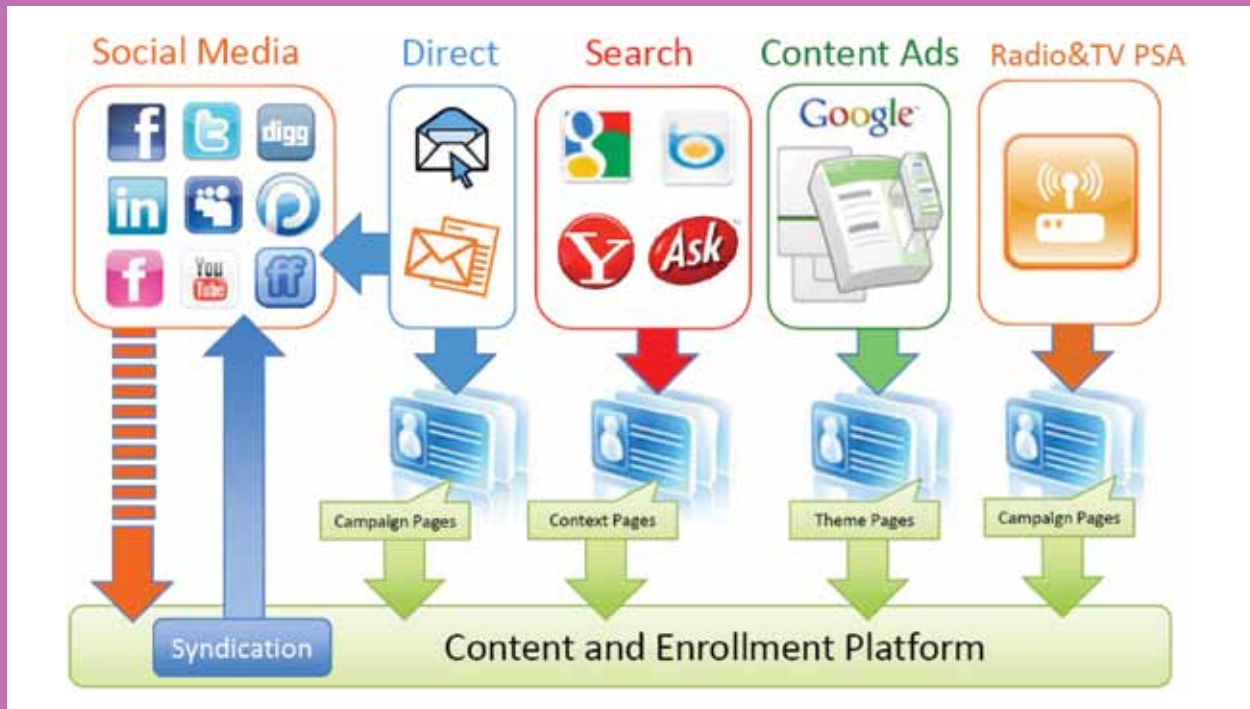 Social Media
Direct
Search
Content Ads
Radio&TV PSA
f
t
digg
Google
g
b
in
p
f
You
Tube
ff
Y
Ask
Campaign Pages
Context Pages
Theme Pages
Campaign Pages
Syndication
Content and Enrollment Platform